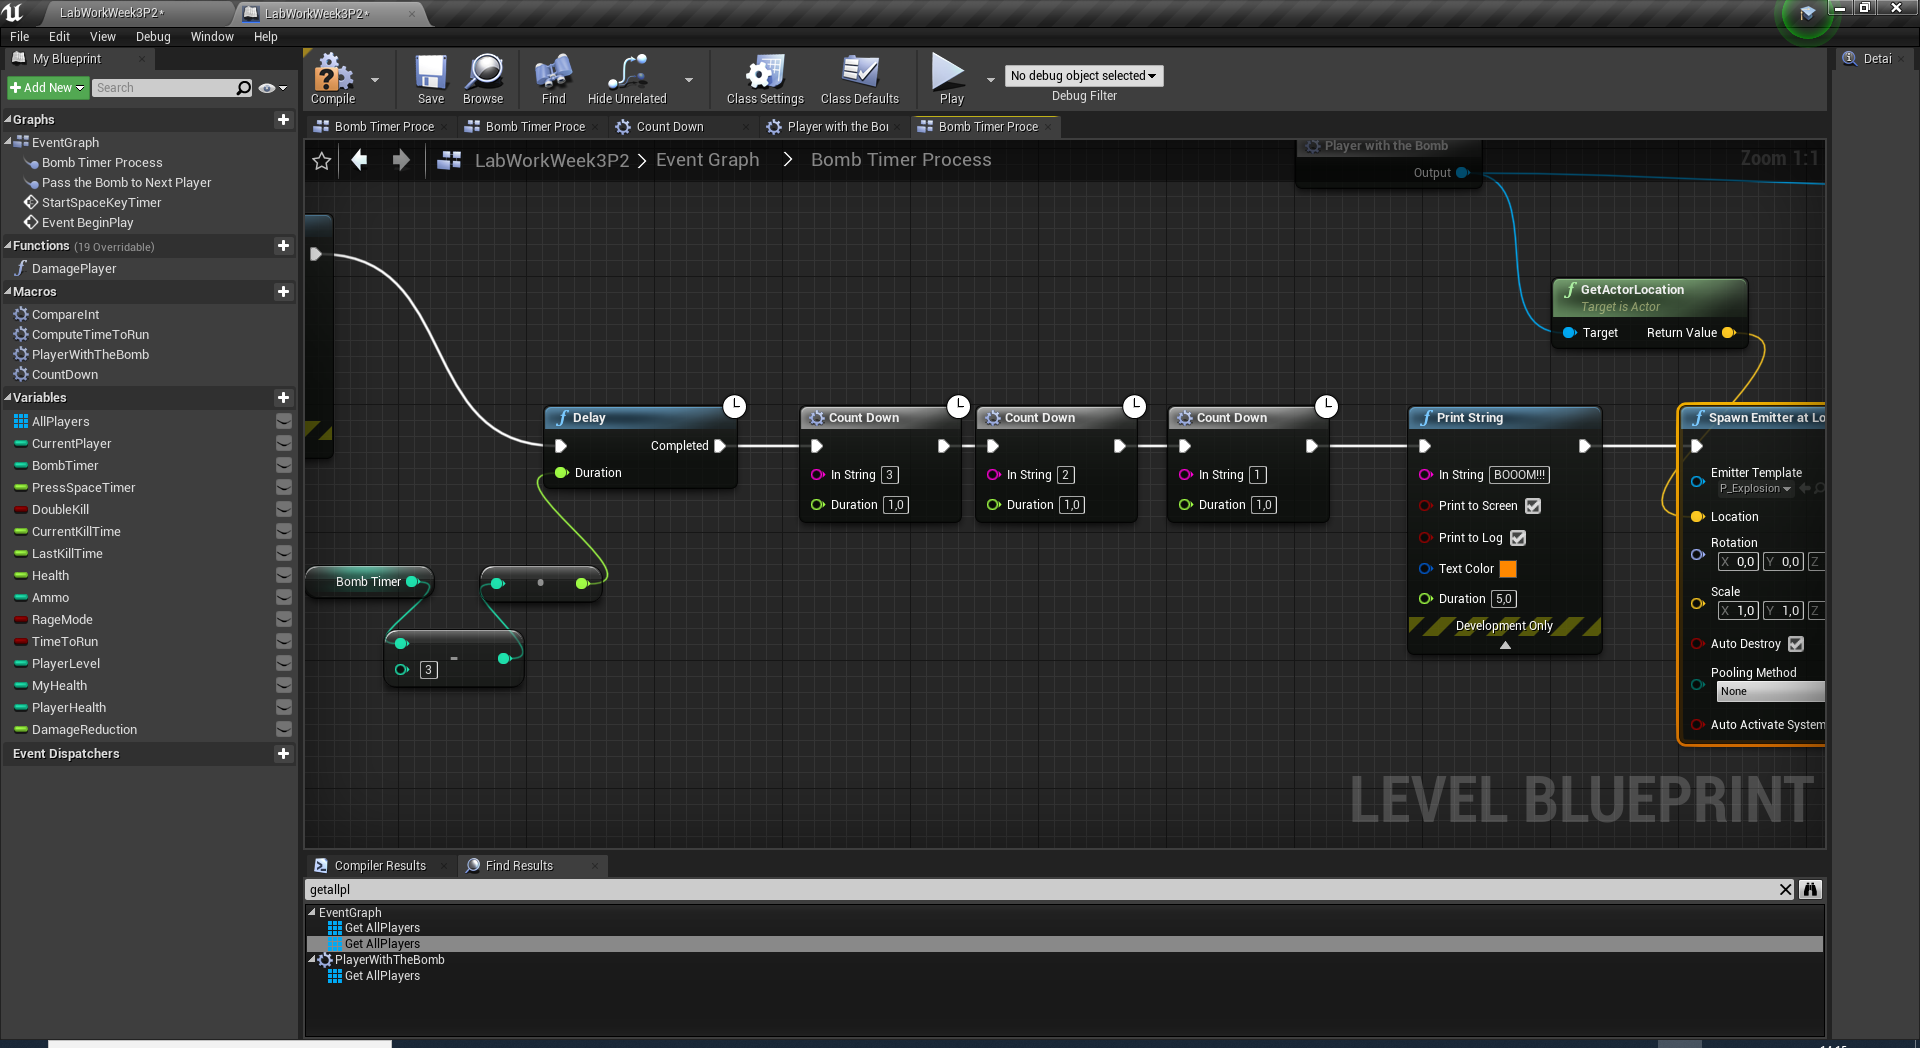 LabWorkWeek3P2*
LabWorkWeek3P2*
File Edit View Debug Window Help
My Blueprint
Detai
Add New
Search
Compile
Save
Browse
Find
Hide Unrelated
Class Settings
Class Defaults
Play
No debug object selected
Debug Filter
Graphs
EventGraph
Bomb Timer Process
Pass the Bomb to Next Player
StartSpaceKeyTimer
Event BeginPlay
Functions (19 Overridable)
DamagePlayer
Macros
CompareInt
ComputeTimeToRun
PlayerWithTheBomb
CountDown
Variables
AllPlayers
CurrentPlayer
BombTimer
PressSpaceTimer
DoubleKill
CurrentKillTime
LastKillTime
Health
Ammo
RageMode
TimeToRun
PlayerLevel
MyHealth
PlayerHealth
DamageReduction
Event Dispatchers
Bomb Timer Proce
Bomb Timer Proce
Count Down
Player with the Bo
Bomb Timer Proce
LabWorkWeek3P2 > Event Graph > Bomb Timer Process
Zoom 1:1
Player with the Bomb
Output
GetActorLocation
Target is Actor
Target Return Value
Delay
Completed
Duration
Bomb Timer
-
3
Count Down
In String 3
Duration 1,0
Count Down
In String 2
Duration 1,0
Count Down
In String 1
Duration 1,0
Print String
In String BOOOM!!!
Print to Screen
Print to Log
Text Color
Duration 5,0
Development Only
Spawn Emitter at Lo
Emitter Template
P_Explosion
Location
Rotation
X 0,0 Y 0,0 Z
Scale
X 1,0 Y 1,0 Z
Auto Destroy
Pooling Method
None
Auto Activate System
LEVEL BLUEPRINT
Compiler Results
Find Results
getallpl
EventGraph
Get AllPlayers
Get AllPlayers
PlayerWithTheBomb
Get AllPlayers